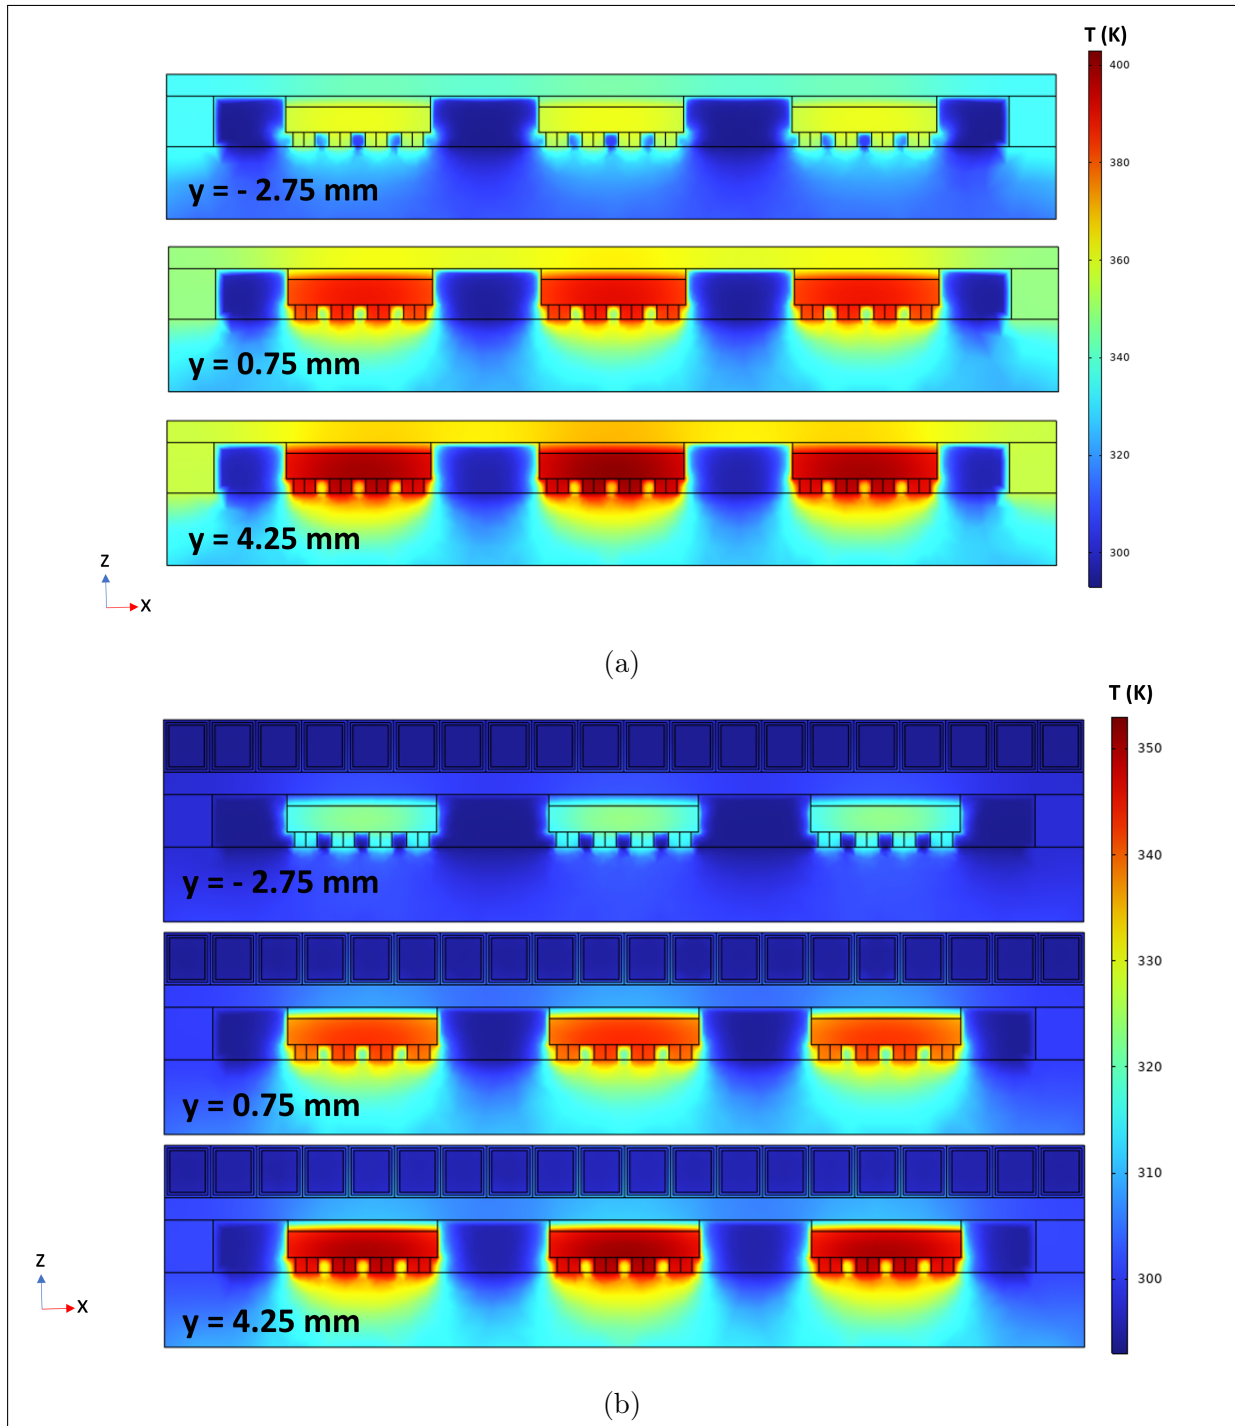 T (K)
400
380
360
340
320
300
y = - 2.75 mm
y = 0.75 mm
y = 4.25 mm
Z
X
(a)
T (K)
350
340
330
320
310
300
y = - 2.75 mm
y = 0.75 mm
y = 4.25 mm
Z
X
(b)